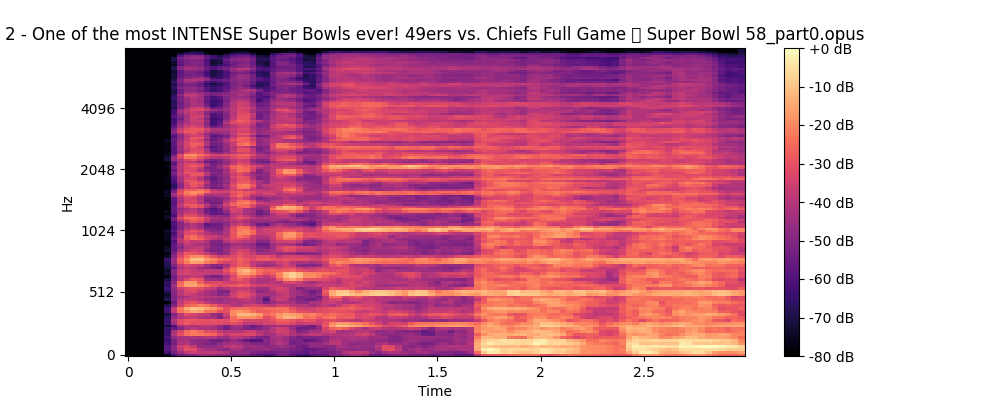 2 - One of the most INTENSE Super Bowls ever! 49ers vs. Chiefs Full Game ▯ Super Bowl 58_part0.opus
+0 dB
4096
-10 dB
-20 dB
2048
-30 dB
Hz
1024
-40 dB
-50 dB
512
-60 dB
-70 dB
0
-80 dB
0 0.5 1 1.5 2 2.5
Time